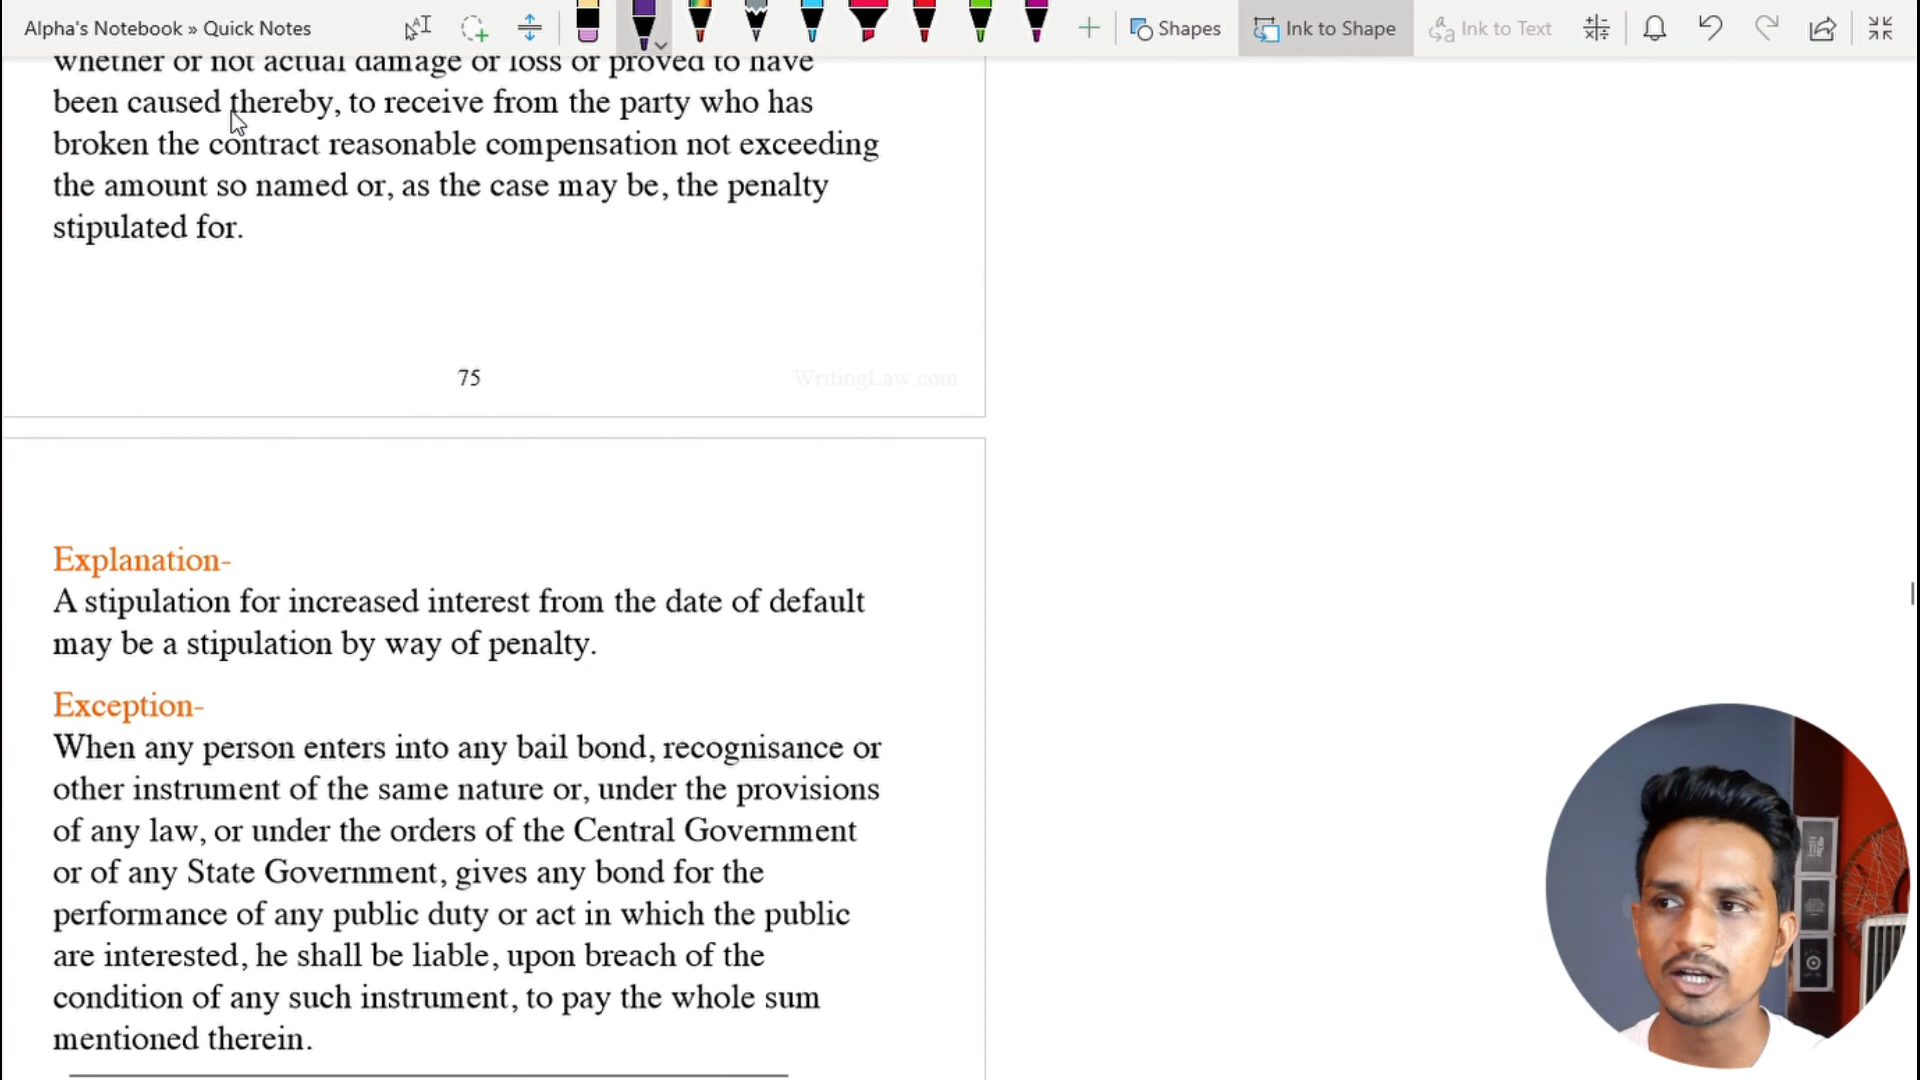 Alpha's Notebook » Quick Notes
Shapes
Ink to Shape
Ink to Text
whether or not actual damage or loss or proved to have
been caused thereby, to receive from the party who has
broken the contract reasonable compensation not exceeding
the amount so named or, as the case may be, the penalty
stipulated for.
75
WritingLaw.com
Explanation-
A stipulation for increased interest from the date of default
may be a stipulation by way of penalty.
Exception-
When any person enters into any bail bond, recognisance or
other instrument of the same nature or, under the provisions
of any law, or under the orders of the Central Government
or of any State Government, gives any bond for the
performance of any public duty or act in which the public
are interested, he shall be liable, upon breach of the
condition of any such instrument, to pay the whole sum
mentioned therein.